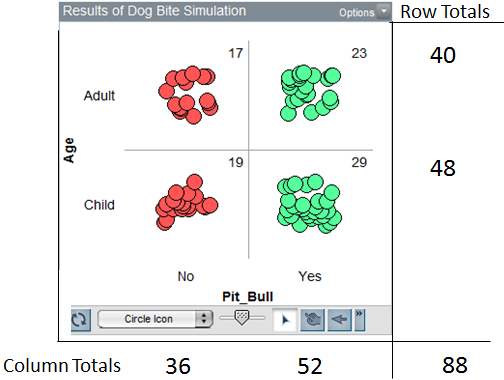 Results of Dog Bite Simulation Options Row Totals
17 23 40
Adult
Age
19 29 48
Child
No Yes
Pit_Bull
Circle Icon »
Column Totals 36 52 88